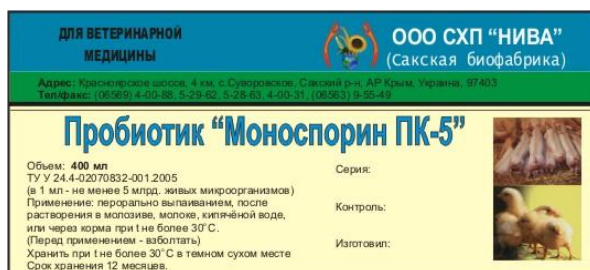 ДЛЯ ВЕТЕРИНАРНОЙ
МЕДИЦИНЫ
ООО СХП “НИВА”
(Сакская биофабрика)
Адрес: Красноярское шоссе, 4 км, с.Суворовское, Сакский р-н, АР Крым, Украина, 97403
Тел/факс: (06569) 4-00-88, 5-29-62, 5-28-63, 4-00-31, (06563) 9-55-49
Пробиотик “Моноспорин ПК-5”
Объем: 400 мл
ТУ У 24.4-02070832-001.2005
(в 1 мл - не менее 5 млрд. живых микроорганизмов)
Применение: перорально выпаиванием, после
растворения в молозиве, молоке, кипячёной воде,
или через корма при t не более 30°С.
(Перед применением - взболтать)
Хранить при t не более 30°С в темном сухом месте
Срок хранения 12 месяцев.
Серия:
Контроль:
Изготовил: